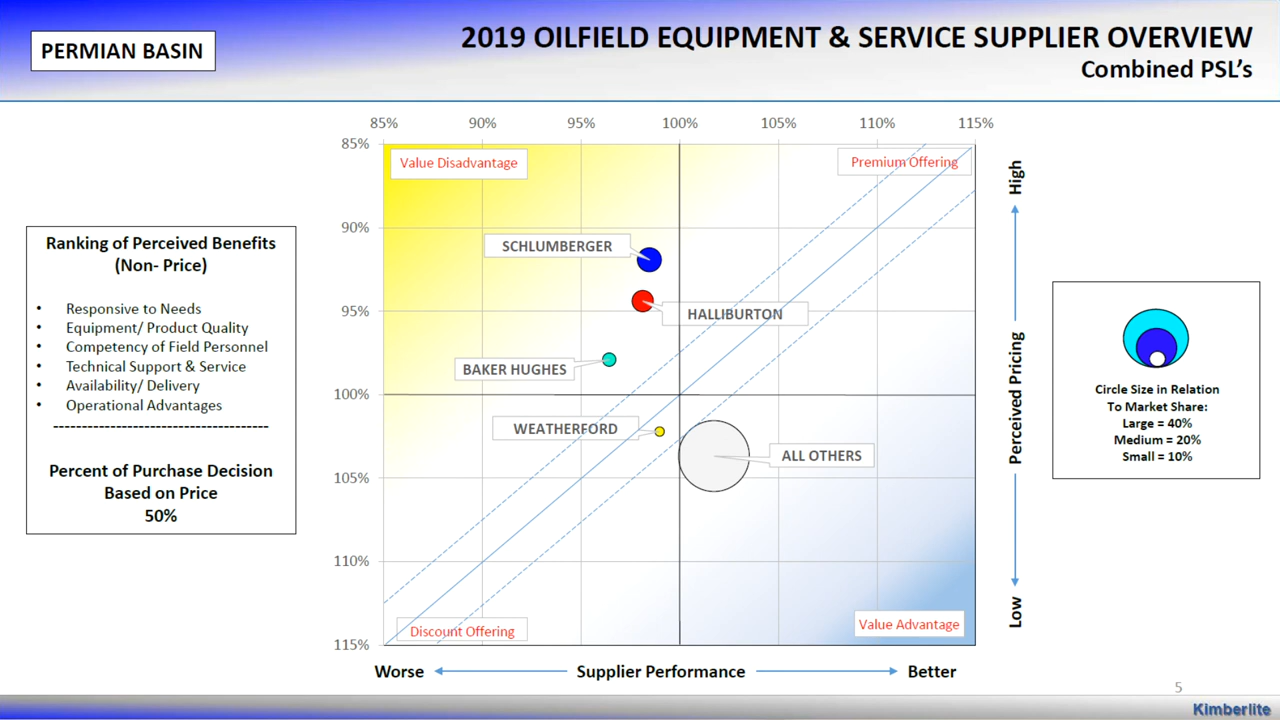 PERMIAN BASIN
2019 OILFIELD EQUIPMENT & SERVICE SUPPLIER OVERVIEW
Combined PSL's
Ranking of Perceived Benefits
(Non- Price)
• Responsive to Needs
• Equipment/ Product Quality
• Competency of Field Personnel
• Technical Support & Service
• Availability/ Delivery
• Operational Advantages
-------------------------------------
Percent of Purchase Decision
Based on Price
50%
85% 90% 95% 100% 105% 110% 115%
85%
90%
95%
100%
105%
110%
115%
Value Disadvantage
Premium Offering
SCHLUMBERGER
HALLIBURTON
BAKER HUGHES
WEATHERFORD
ALL OTHERS
Discount Offering
Value Advantage
Worse
Supplier Performance
Better
High
Perceived Pricing
Low
Circle Size in Relation
To Market Share:
Large = 40%
Medium = 20%
Small = 10%
5
Kimberlite